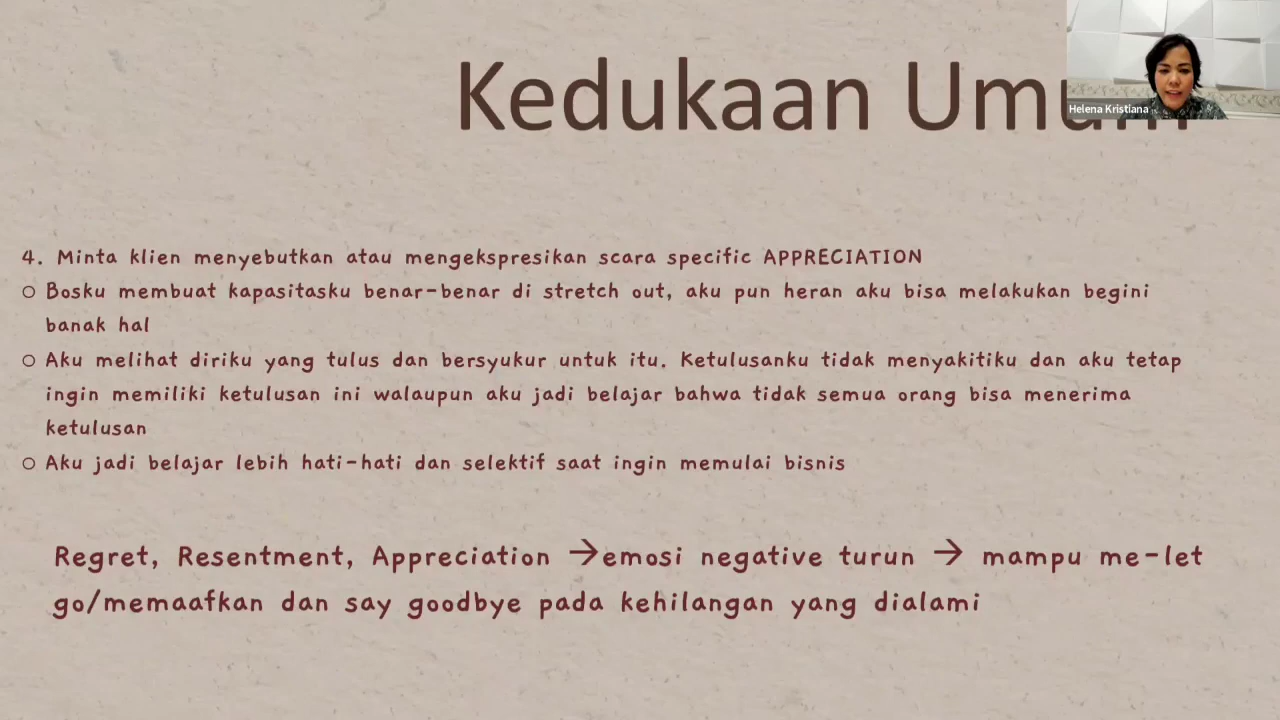 Kedukaan Umum
Helena Kristiana
4. Minta klien menyebutkan atau mengekspresikan scara specific APPRECIATION
○ Bosku membuat kapasitasku benar-benar di stretch out, aku pun heran aku bisa melakukan begini
banak hal
○ Aku melihat diriku yang tulus dan bersyukur untuk itu. Ketulusanku tidak menyakitiku dan aku tetap
ingin memiliki ketulusan ini walaupun aku jadi belajar bahwa tidak semua orang bisa menerima
ketulusan
○ Aku jadi belajar lebih hati-hati dan selektif saat ingin memulai bisnis
Regret, Resentment, Appreciation →emosi negative turun → mampu me-let
go/memaafkan dan say goodbye pada kehilangan yang dialami